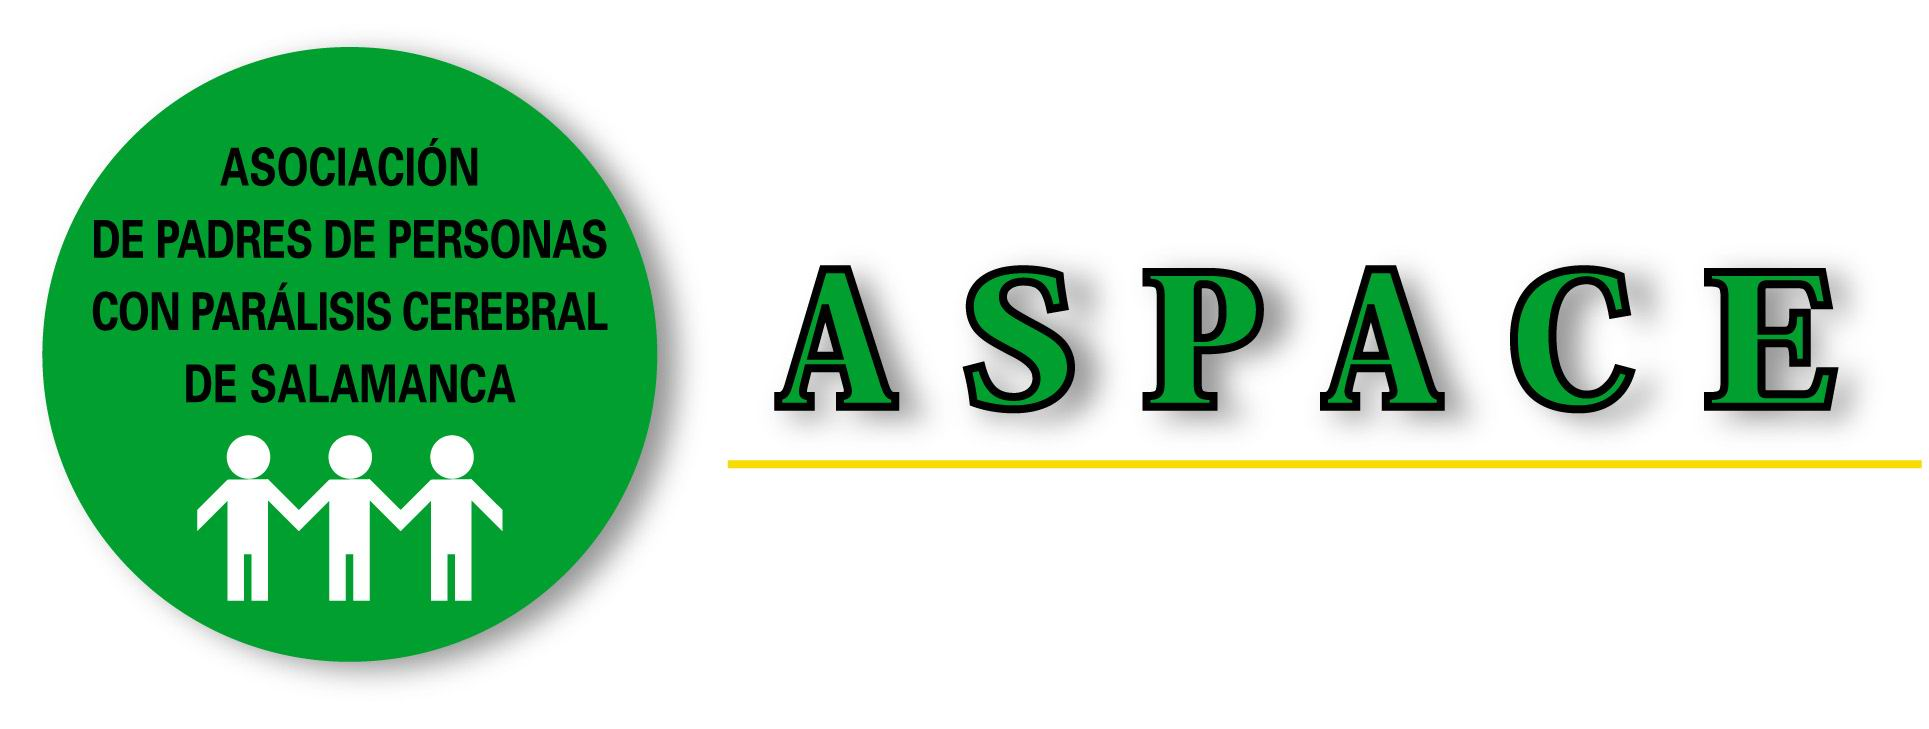 ASOCIACIÓN
DE PADRES DE PERSONAS
CON PARÁLISIS CEREBRAL
DE SALAMANCA
ASPACE